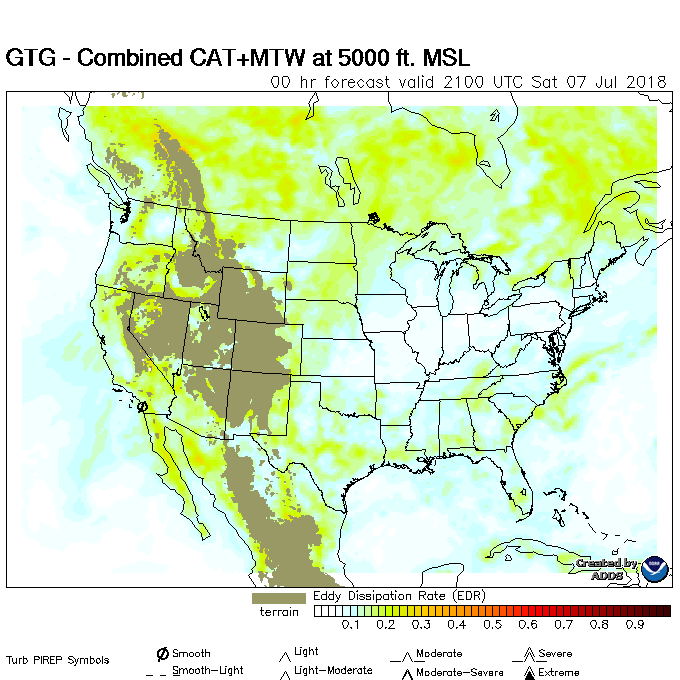 GTG - Combined CAT+MTW at 5000 ft. MSL
00 hr forecast valid 2100 UTC Sat 07 Jul 2018
Created by
ADDS
NOAA
terrain
Eddy Dissipation Rate (EDR)
0.1 0.2 0.3 0.4 0.5 0.6 0.7 0.8 0.9
Turb PIREP Symbols
Smooth
Light
Moderate
Severe
Smooth-Light
Light-Moderate
Moderate-Severe
Extreme